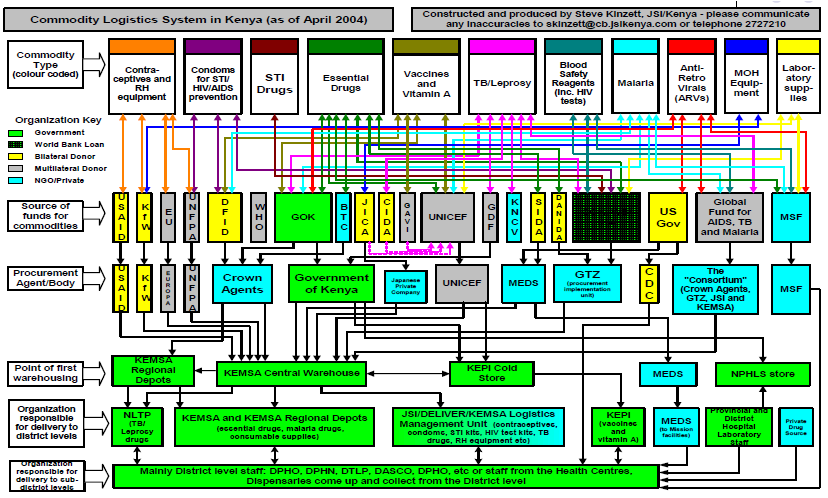 Commodity Logistics System in Kenya (as of April 2004)
Constructed and produced by Steve Kinzett, JSI/Kenya - please communicate
any inaccuracies to skinzett@cb.jsikenya.com or telephone 2727210
Commodity
Type
(colour coded)
Contra-
ceptives and
RH
equipment
Condoms
for STI/
HIV/AIDS
prevention
STI
Drugs
Essential
Drugs
Vaccines
and
Vitamin A
TB/Leprosy
Blood
Safety
Reagents
(inc. HIV
tests)
Malaria
Anti-
Retro
Virals
(ARVs)
MOH
Equip-
ment
Labor-
atory
supp-
lies
Organization Key
Government
World Bank Loan
Bilateral Donor
Multilateral Donor
NGO/Private
Source of
funds for
commodities
USAID
KfW
EU
UNFPA
DFID
WHO
GOK
BTC
JICA
CIDA
GAVI
UNICEF
GDF
KNCV
SIDA
DANIDA
US
Gov
Global
Fund for
AIDS, TB
and Malaria
MSF
Procurement
Agent/Body
USAID
KfW
EUROPA
UNFPA
Crown
Agents
Government
of Kenya
Japanese
Private
Company
UNICEF
MEDS
GTZ
(procurement
implementation
unit)
CDC
The
"Consortium"
(Crown Agents,
GTZ, JSI and
KEMSA)
MSF
Point of first
warehousing
KEMSA
Regional
Depots
KEMSA Central Warehouse
KEPI Cold
Store
MEDS
NPHLS store
Organization
responsible
for delivery to
district levels
NLTP
(TB/
Leprosy
drugs
KEMSA and KEMSA Regional Depots
(essential drugs, malaria drugs,
consumable supplies)
JSI/DELIVER/KEMSA Logistics
Management Unit (contraceptives,
condoms, STI kits, HIV test kits, TB
drugs, RH equipment etc)
KEPI
(vaccines
and
vitamin A)
MEDS
(to Mission
facilities)
Provincial and
District
Hospital
Laboratory
Staff
Private
Drug
Source
Organization
responsible for
delivery to sub-
district levels
Mainly District level staff: DPHO, DPHN, DTLP, DASCO, DPHO, etc or staff from the Health Centres,
Dispensaries come up and collect from the District level